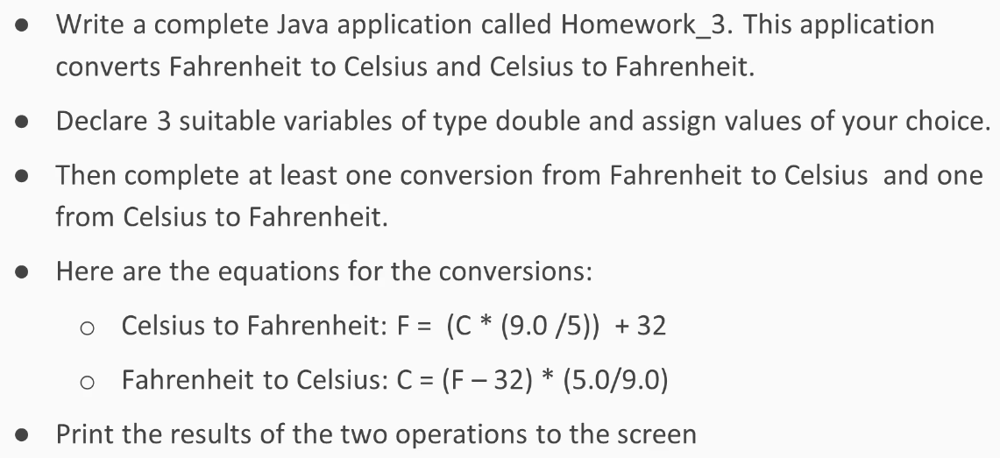 ● Write a complete Java application called Homework_3. This application
converts Fahrenheit to Celsius and Celsius to Fahrenheit.
● Declare 3 suitable variables of type double and assign values of your choice.
● Then complete at least one conversion from Fahrenheit to Celsius  and one
from Celsius to Fahrenheit.
● Here are the equations for the conversions:
○ Celsius to Fahrenheit: F =  (C * (9.0 /5))  + 32
○ Fahrenheit to Celsius: C = (F – 32) * (5.0/9.0)
● Print the results of the two operations to the screen